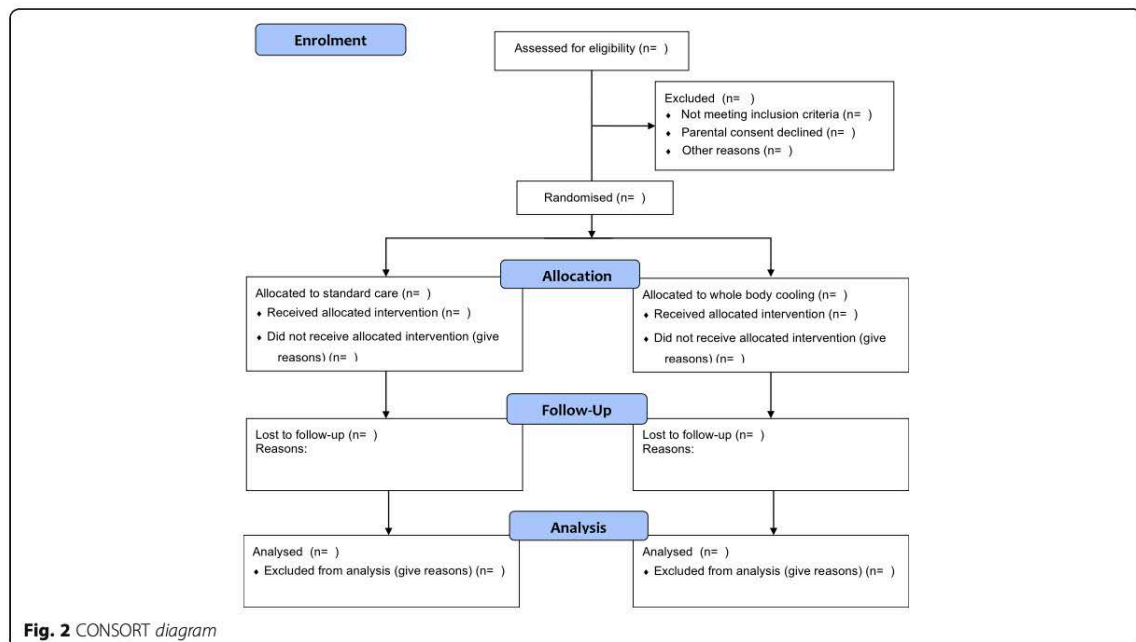 Enrolment
Assessed for eligibility (n=  )
Excluded  (n=  )
♦ Not meeting inclusion criteria (n=  )
♦ Parental consent declined (n=  )
♦ Other reasons (n=  )
Randomised (n=  )
Allocation
Allocated to standard care (n=  )
♦ Received allocated intervention (n=  )
♦ Did not receive allocated intervention (give
reasons) (n=  )
Allocated to whole body cooling (n=  )
♦ Received allocated intervention (n=  )
♦ Did not receive allocated intervention (give
reasons) (n=  )
Follow-Up
Lost to follow-up (n=  )
Reasons:
Lost to follow-up (n=  )
Reasons:
Analysis
Analysed  (n=  )
♦ Excluded from analysis (give reasons) (n=  )
Analysed  (n=  )
♦ Excluded from analysis (give reasons) (n=  )
Fig. 2 CONSORT diagram